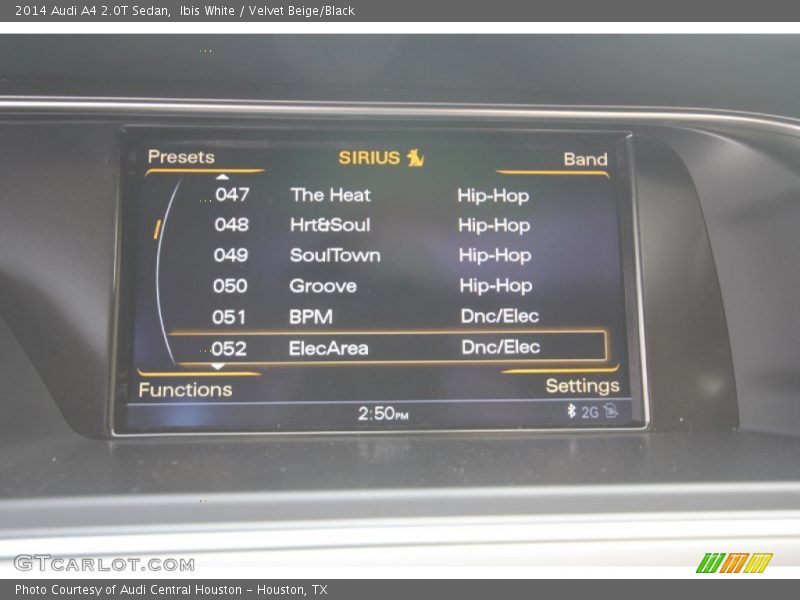 2014 Audi A4 2.0T Sedan, Ibis White / Velvet Beige/Black
Presets SIRIUS Band
047 The Heat Hip-Hop
048 Hrt&Soul Hip-Hop
049 SoulTown Hip-Hop
050 Groove Hip-Hop
051 BPM Dnc/Elec
052 ElecArea Dnc/Elec
Functions Settings
2:50PM 2G
GTCARLOT.COM
Photo Courtesy of Audi Central Houston - Houston, TX